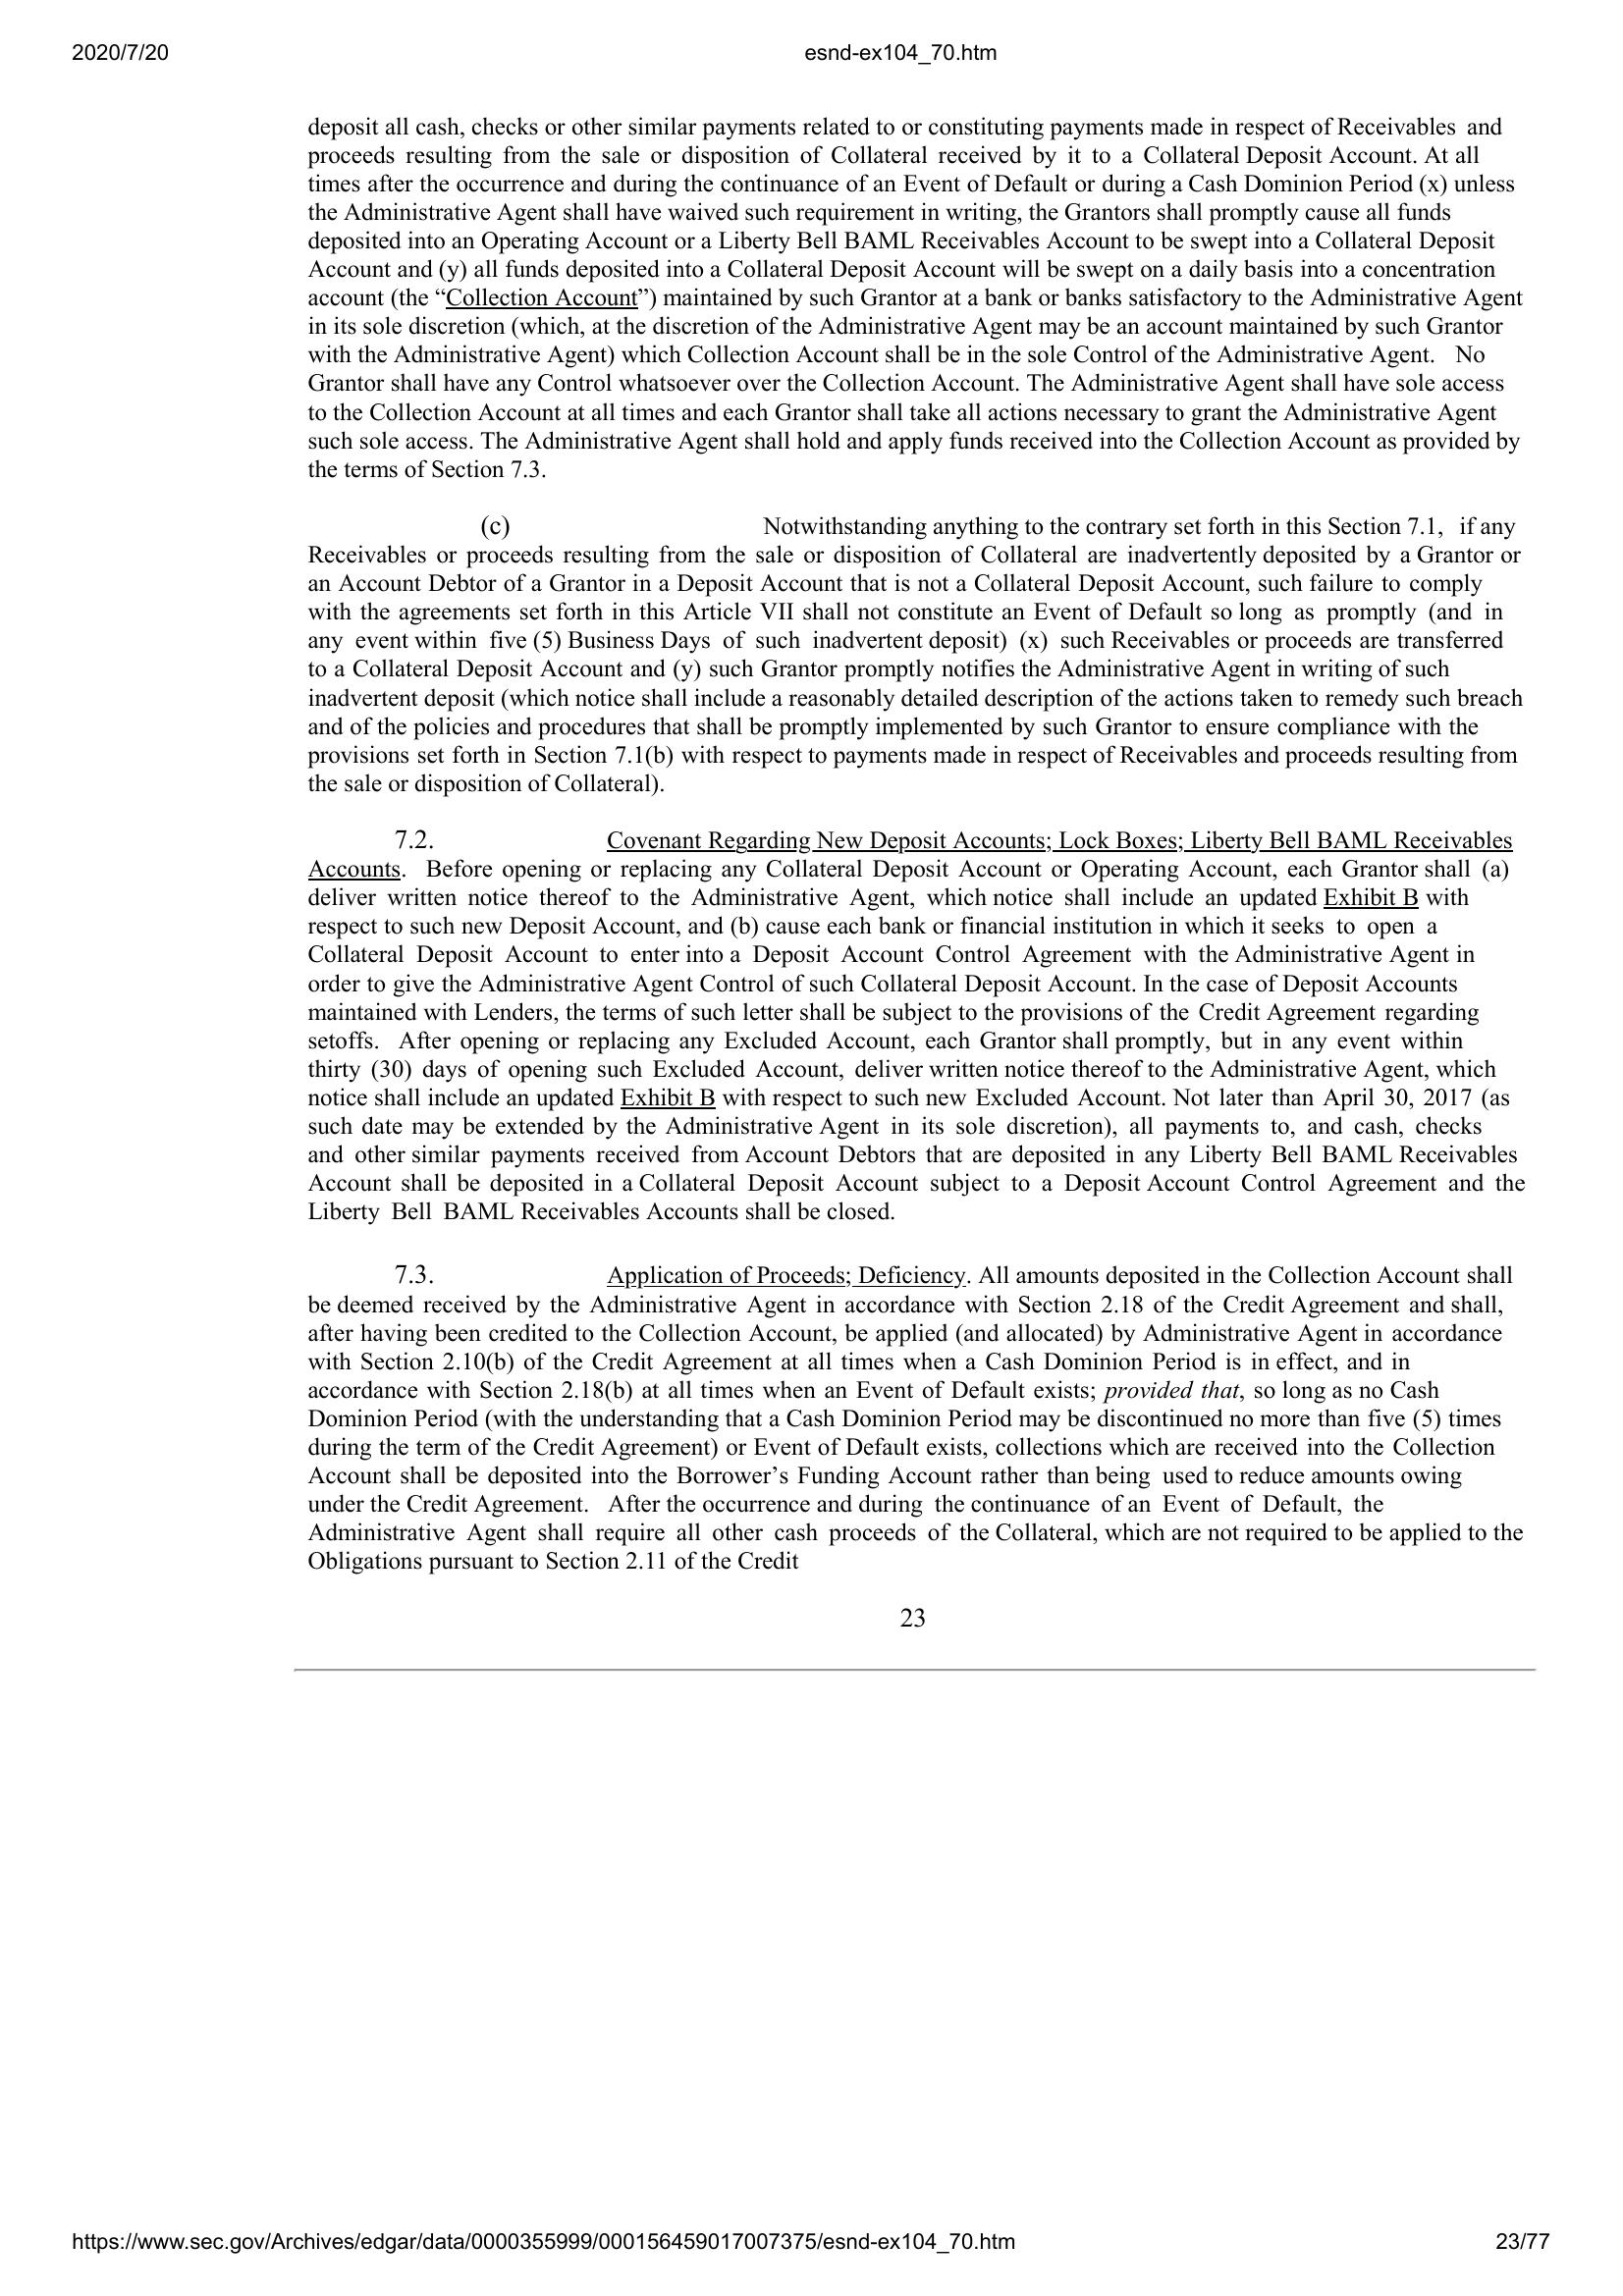 2020/7/20 esnd-ex104_70.htm
deposit all cash, checks or other similar payments related to or constituting payments made in respect of Receivables and
proceeds resulting from the sale or disposition of Collateral received by it to a Collateral Deposit Account. At all
times after the occurrence and during the continuance of an Event of Default or during a Cash Dominion Period (x) unless
the Administrative Agent shall have waived such requirement in writing, the Grantors shall promptly cause all funds
deposited into an Operating Account or a Liberty Bell BAML Receivables Account to be swept into a Collateral Deposit
Account and (y) all funds deposited into a Collateral Deposit Account will be swept on a daily basis into a concentration
account (the “Collection Account”) maintained by such Grantor at a bank or banks satisfactory to the Administrative Agent
in its sole discretion (which, at the discretion of the Administrative Agent may be an account maintained by such Grantor
with the Administrative Agent) which Collection Account shall be in the sole Control of the Administrative Agent. No
Grantor shall have any Control whatsoever over the Collection Account. The Administrative Agent shall have sole access
to the Collection Account at all times and each Grantor shall take all actions necessary to grant the Administrative Agent
such sole access. The Administrative Agent shall hold and apply funds received into the Collection Account as provided by
the terms of Section 7.3.
(c) Notwithstanding anything to the contrary set forth in this Section 7.1, if any
Receivables or proceeds resulting from the sale or disposition of Collateral are inadvertently deposited by a Grantor or
an Account Debtor of a Grantor in a Deposit Account that is not a Collateral Deposit Account, such failure to comply
with the agreements set forth in this Article VII shall not constitute an Event of Default so long as promptly (and in
any event within five (5) Business Days of such inadvertent deposit) (x) such Receivables or proceeds are transferred
to a Collateral Deposit Account and (y) such Grantor promptly notifies the Administrative Agent in writing of such
inadvertent deposit (which notice shall include a reasonably detailed description of the actions taken to remedy such breach
and of the policies and procedures that shall be promptly implemented by such Grantor to ensure compliance with the
provisions set forth in Section 7.1(b) with respect to payments made in respect of Receivables and proceeds resulting from
the sale or disposition of Collateral).
7.2. Covenant Regarding New Deposit Accounts; Lock Boxes; Liberty Bell BAML Receivables
Accounts. Before opening or replacing any Collateral Deposit Account or Operating Account, each Grantor shall (a)
deliver written notice thereof to the Administrative Agent, which notice shall include an updated Exhibit B with
respect to such new Deposit Account, and (b) cause each bank or financial institution in which it seeks to open a
Collateral Deposit Account to enter into a Deposit Account Control Agreement with the Administrative Agent in
order to give the Administrative Agent Control of such Collateral Deposit Account. In the case of Deposit Accounts
maintained with Lenders, the terms of such letter shall be subject to the provisions of the Credit Agreement regarding
setoffs. After opening or replacing any Excluded Account, each Grantor shall promptly, but in any event within
thirty (30) days of opening such Excluded Account, deliver written notice thereof to the Administrative Agent, which
notice shall include an updated Exhibit B with respect to such new Excluded Account. Not later than April 30, 2017 (as
such date may be extended by the Administrative Agent in its sole discretion), all payments to, and cash, checks
and other similar payments received from Account Debtors that are deposited in any Liberty Bell BAML Receivables
Account shall be deposited in a Collateral Deposit Account subject to a Deposit Account Control Agreement and the
Liberty Bell BAML Receivables Accounts shall be closed.
7.3. Application of Proceeds; Deficiency. All amounts deposited in the Collection Account shall
be deemed received by the Administrative Agent in accordance with Section 2.18 of the Credit Agreement and shall,
after having been credited to the Collection Account, be applied (and allocated) by Administrative Agent in accordance
with Section 2.10(b) of the Credit Agreement at all times when a Cash Dominion Period is in effect, and in
accordance with Section 2.18(b) at all times when an Event of Default exists; provided that, so long as no Cash
Dominion Period (with the understanding that a Cash Dominion Period may be discontinued no more than five (5) times
during the term of the Credit Agreement) or Event of Default exists, collections which are received into the Collection
Account shall be deposited into the Borrower’s Funding Account rather than being used to reduce amounts owing
under the Credit Agreement. After the occurrence and during the continuance of an Event of Default, the
Administrative Agent shall require all other cash proceeds of the Collateral, which are not required to be applied to the
Obligations pursuant to Section 2.11 of the Credit
23
https://www.sec.gov/Archives/edgar/data/0000355999/000156459017007375/esnd-ex104_70.htm 23/77